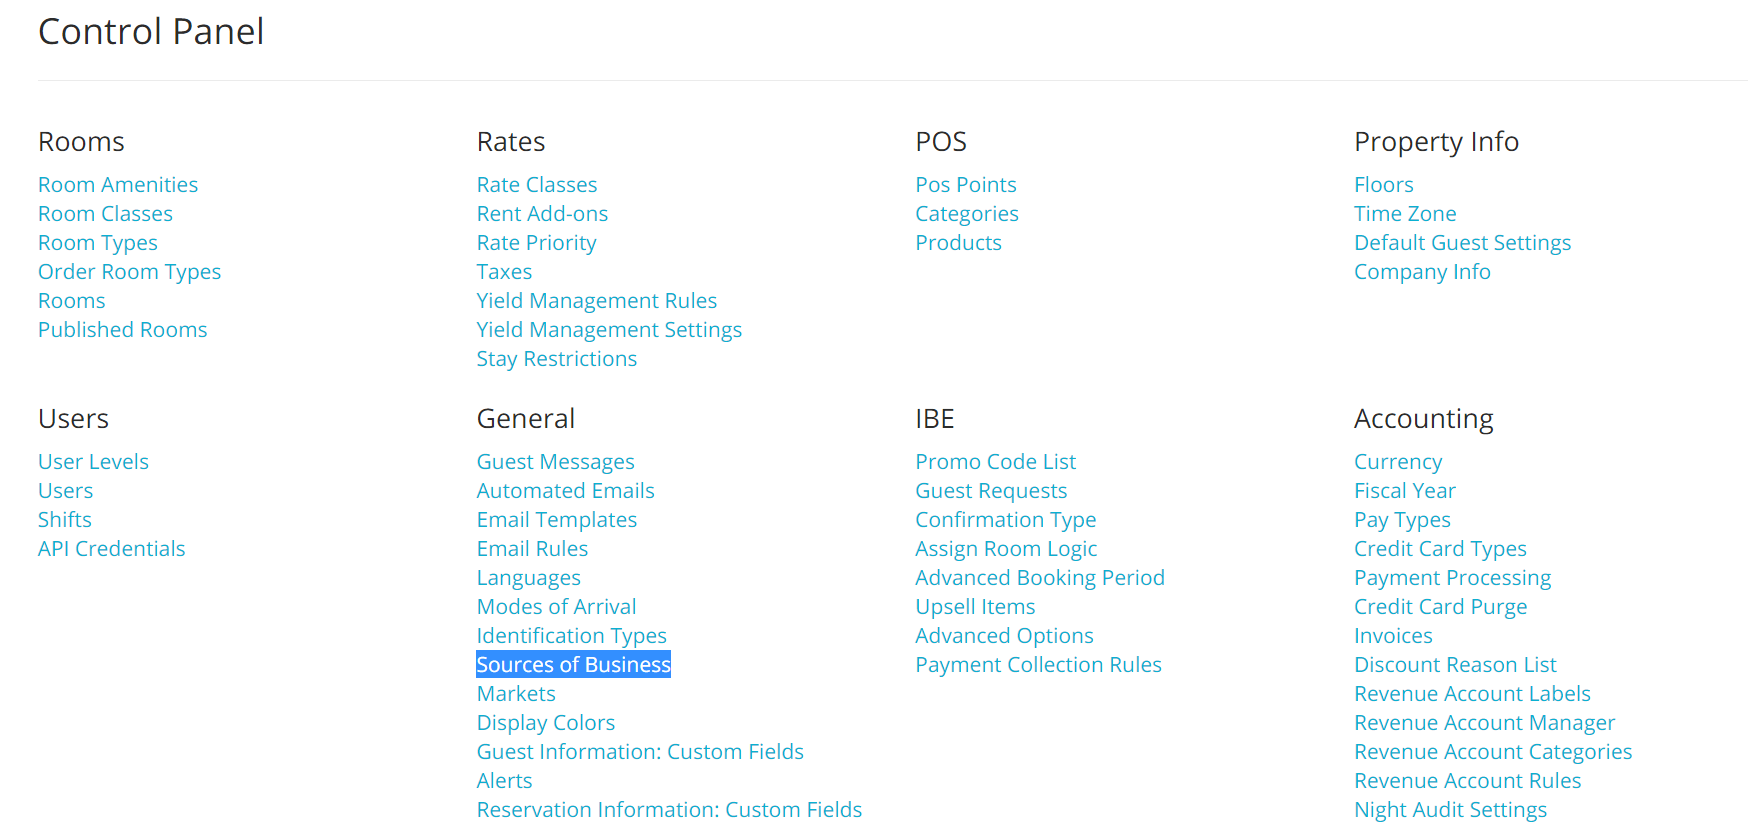 Control Panel
Rooms
Room Amenities
Room Classes
Room Types
Order Room Types
Rooms
Published Rooms
Rates
Rate Classes
Rent Add-ons
Rate Priority
Taxes
Yield Management Rules
Yield Management Settings
Stay Restrictions
POS
Pos Points
Categories
Products
Property Info
Floors
Time Zone
Default Guest Settings
Company Info
Users
User Levels
Users
Shifts
API Credentials
General
Guest Messages
Automated Emails
Email Templates
Email Rules
Languages
Modes of Arrival
Identification Types
Sources of Business
Markets
Display Colors
Guest Information: Custom Fields
Alerts
Reservation Information: Custom Fields
IBE
Promo Code List
Guest Requests
Confirmation Type
Assign Room Logic
Advanced Booking Period
Upsell Items
Advanced Options
Payment Collection Rules
Accounting
Currency
Fiscal Year
Pay Types
Credit Card Types
Payment Processing
Credit Card Purge
Invoices
Discount Reason List
Revenue Account Labels
Revenue Account Manager
Revenue Account Categories
Revenue Account Rules
Night Audit Settings